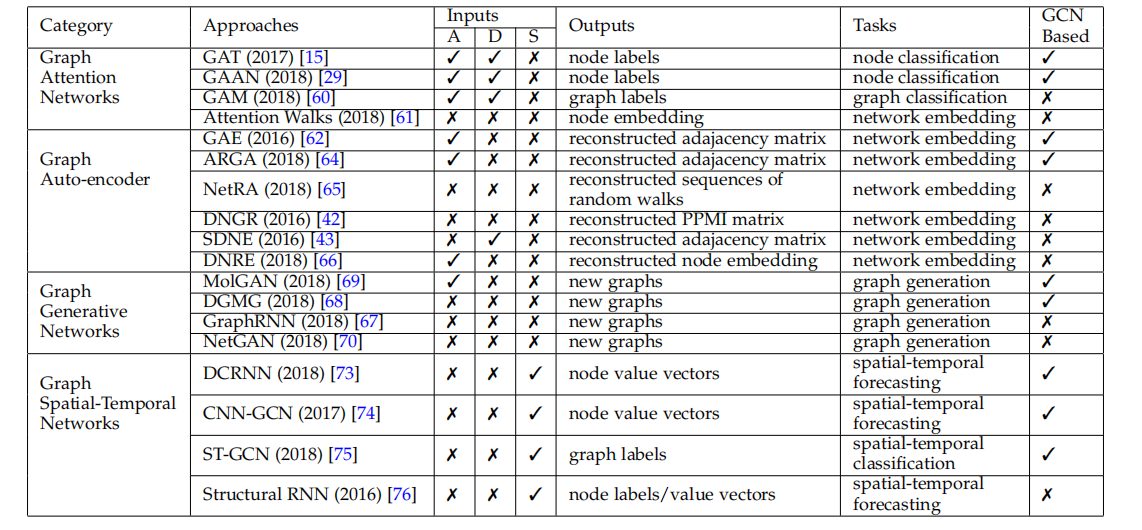 Category Approaches Inputs Outputs Tasks GCN Based
A D S
Graph Attention Networks
GAT (2017) [15] ✓ ✓ ✗ node labels node classification ✓
GAAN (2018) [29] ✓ ✓ ✗ node labels node classification ✓
GAM (2018) [60] ✓ ✓ ✗ graph labels graph classification ✗
Attention Walks (2018) [61] ✗ ✗ ✗ node embedding network embedding ✗
Graph Auto-encoder
GAE (2016) [62] ✓ ✗ ✗ reconstructed adajacency matrix network embedding ✓
ARGA (2018) [64] ✓ ✗ ✗ reconstructed adajacency matrix network embedding ✓
NetRA (2018) [65] ✗ ✗ ✗ reconstructed sequences of random walks network embedding ✗
DNGR (2016) [42] ✗ ✗ ✗ reconstructed PPMI matrix network embedding ✗
SDNE (2016) [43] ✗ ✓ ✗ reconstructed adajacency matrix network embedding ✗
DNRE (2018) [66] ✓ ✗ ✗ reconstructed node embedding network embedding ✗
Graph Generative Networks
MolGAN (2018) [69] ✓ ✗ ✗ new graphs graph generation ✓
DGMG (2018) [68] ✗ ✗ ✗ new graphs graph generation ✓
GraphRNN (2018) [67] ✗ ✗ ✗ new graphs graph generation ✗
NetGAN (2018) [70] ✗ ✗ ✗ new graphs graph generation ✗
Graph Spatial-Temporal Networks
DCRNN (2018) [73] ✗ ✗ ✓ node value vectors spatial-temporal forecasting ✓
CNN-GCN (2017) [74] ✗ ✗ ✓ node value vectors spatial-temporal forecasting ✓
ST-GCN (2018) [75] ✗ ✗ ✓ graph labels spatial-temporal classification ✓
Structural RNN (2016) [76] ✗ ✗ ✓ node labels/value vectors spatial-temporal forecasting ✗